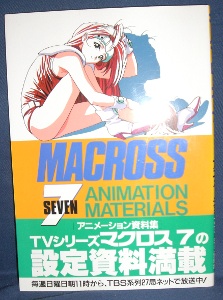 MACROSS
7
SEVEN
ANIMATION
MATERIALS
アニメーション資料集
TVシリーズマクロス7の
設定資料満載
毎週日曜日朝11時から、TBS系列27局ネットで放送中!